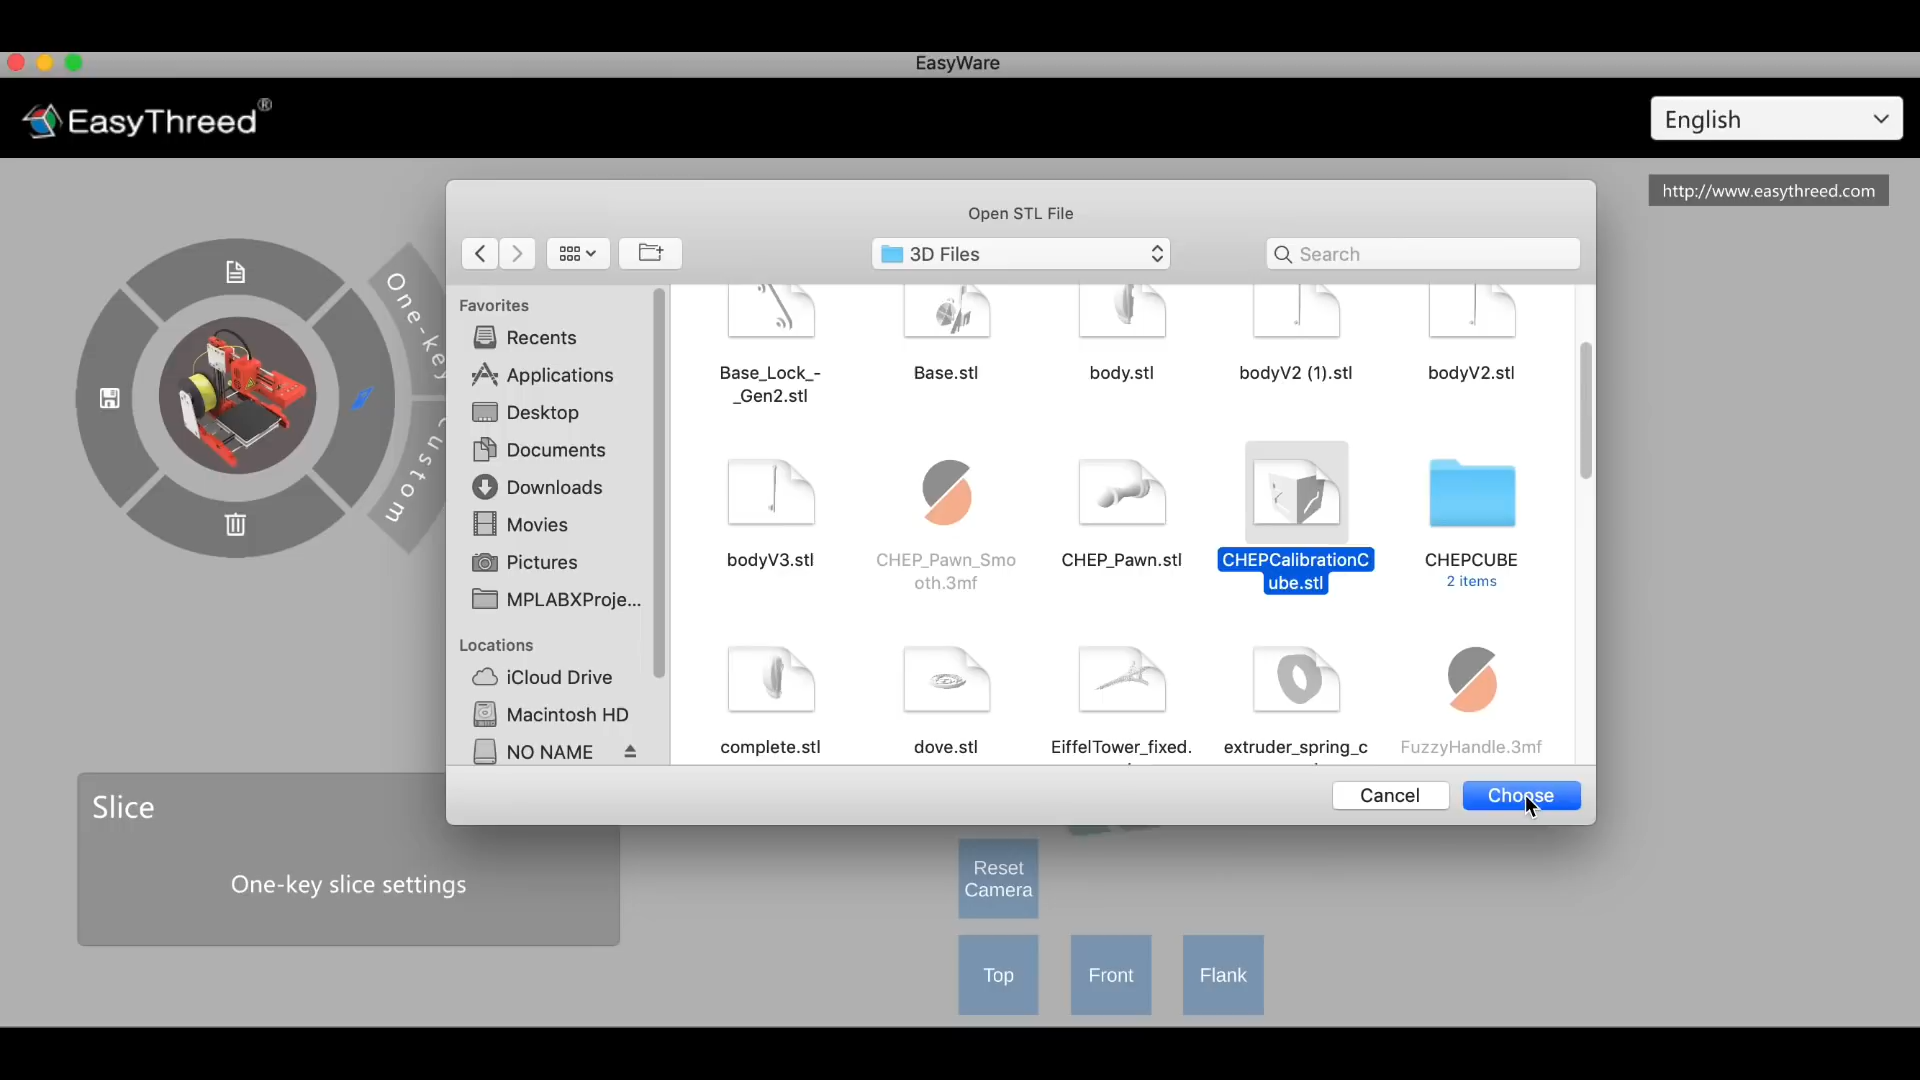 EasyWare
EasyThreed®
English
http://www.easythreed.com
Open STL File
3D Files
Search
Favorites
Recents
Applications
Desktop
Documents
Downloads
Movies
Pictures
MPLABXProje...
Locations
iCloud Drive
Macintosh HD
NO NAME
Base_Lock_-
_Gen2.stl
Base.stl
body.stl
bodyV2 (1).stl
bodyV2.stl
bodyV3.stl
CHEP_Pawn_Smo
oth.3mf
CHEP_Pawn.stl
CHEPCalibrationC
ube.stl
CHEPCUBE
2 items
complete.stl
dove.stl
EiffelTower_fixed.
extruder_spring_c
FuzzyHandle.3mf
Cancel
Choose
One-key
Custom
Slice
One-key slice settings
Reset
Camera
Top
Front
Flank